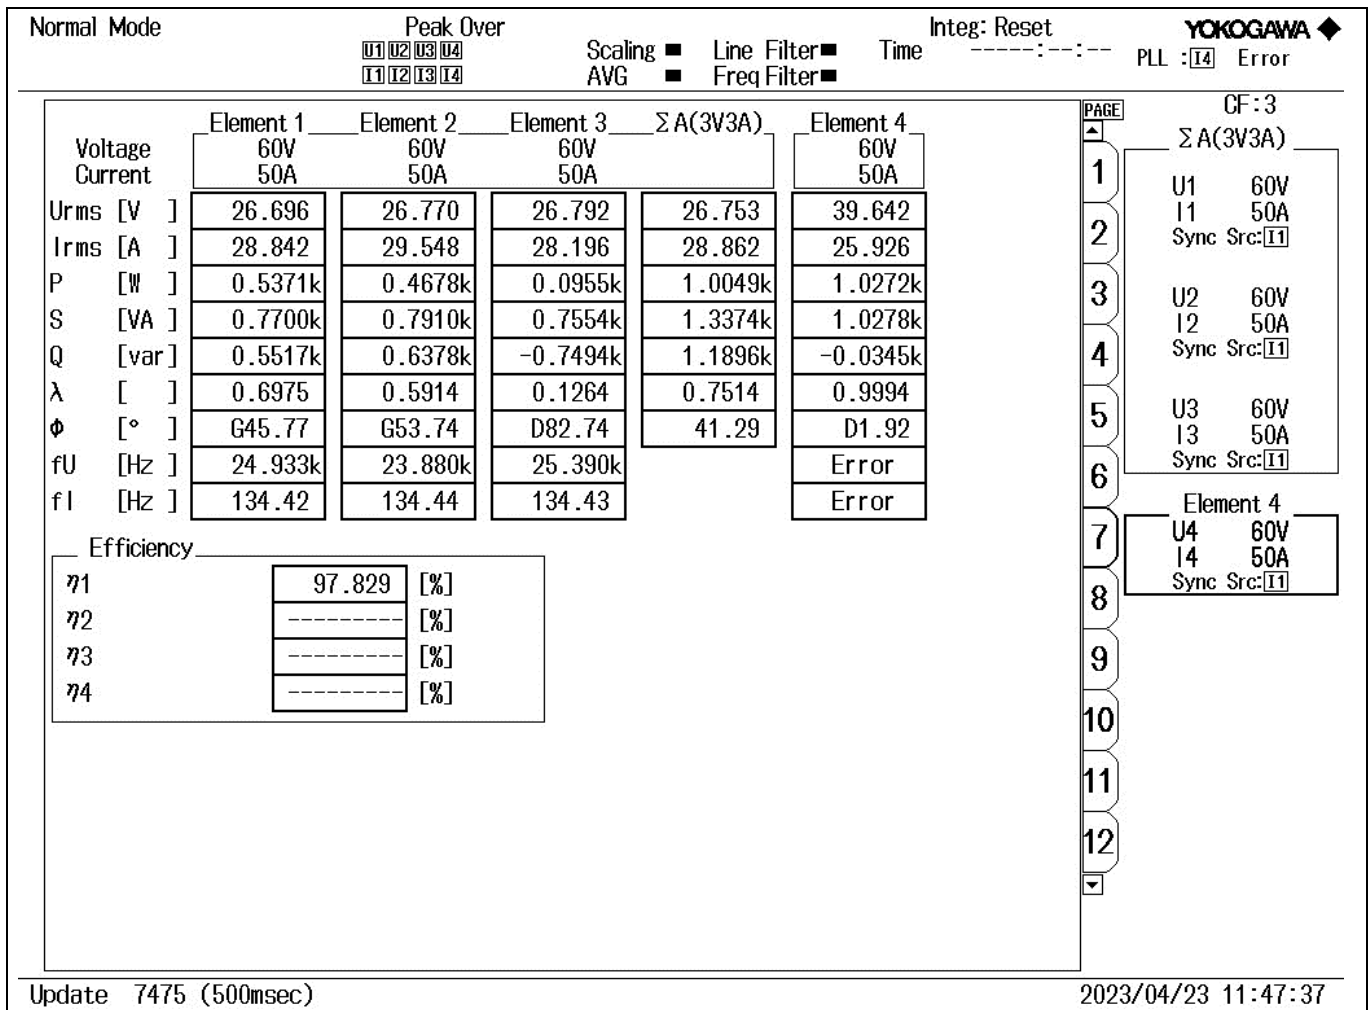 Normal Mode Peak Over Integ: Reset YOKOGAWA
U1 U2 U3 U4 Scaling Line Filter Time -----:--:-- PLL :I4 Error
I1 I2 I3 I4 AVG Freq Filter
CF:3
Element 1 Element 2 Element 3 ΣA(3V3A) Element 4
Voltage 60V 60V 60V 60V
Current 50A 50A 50A 50A
Urms [V ] 26.696 26.770 26.792 26.753 39.642
Irms [A ] 28.842 29.548 28.196 28.862 25.926
P [W ] 0.5371k 0.4678k 0.0955k 1.0049k 1.0272k
S [VA ] 0.7700k 0.7910k 0.7554k 1.3374k 1.0278k
Q [var] 0.5517k 0.6378k -0.7494k 1.1896k -0.0345k
λ [ ] 0.6975 0.5914 0.1264 0.7514 0.9994
Φ [° ] G45.77 G53.74 D82.74 41.29 D1.92
fU [Hz ] 24.933k 23.880k 25.390k Error
fI [Hz ] 134.42 134.44 134.43 Error
Efficiency
η1 97.829 [%]
η2 --------- [%]
η3 --------- [%]
η4 --------- [%]
PAGE
1
2
3
4
5
6
7
8
9
10
11
12
ΣA(3V3A)
U1 60V
I1 50A
Sync Src:I1
U2 60V
I2 50A
Sync Src:I1
U3 60V
I3 50A
Sync Src:I1
Element 4
U4 60V
I4 50A
Sync Src:I1
Update 7475 (500msec) 2023/04/23 11:47:37